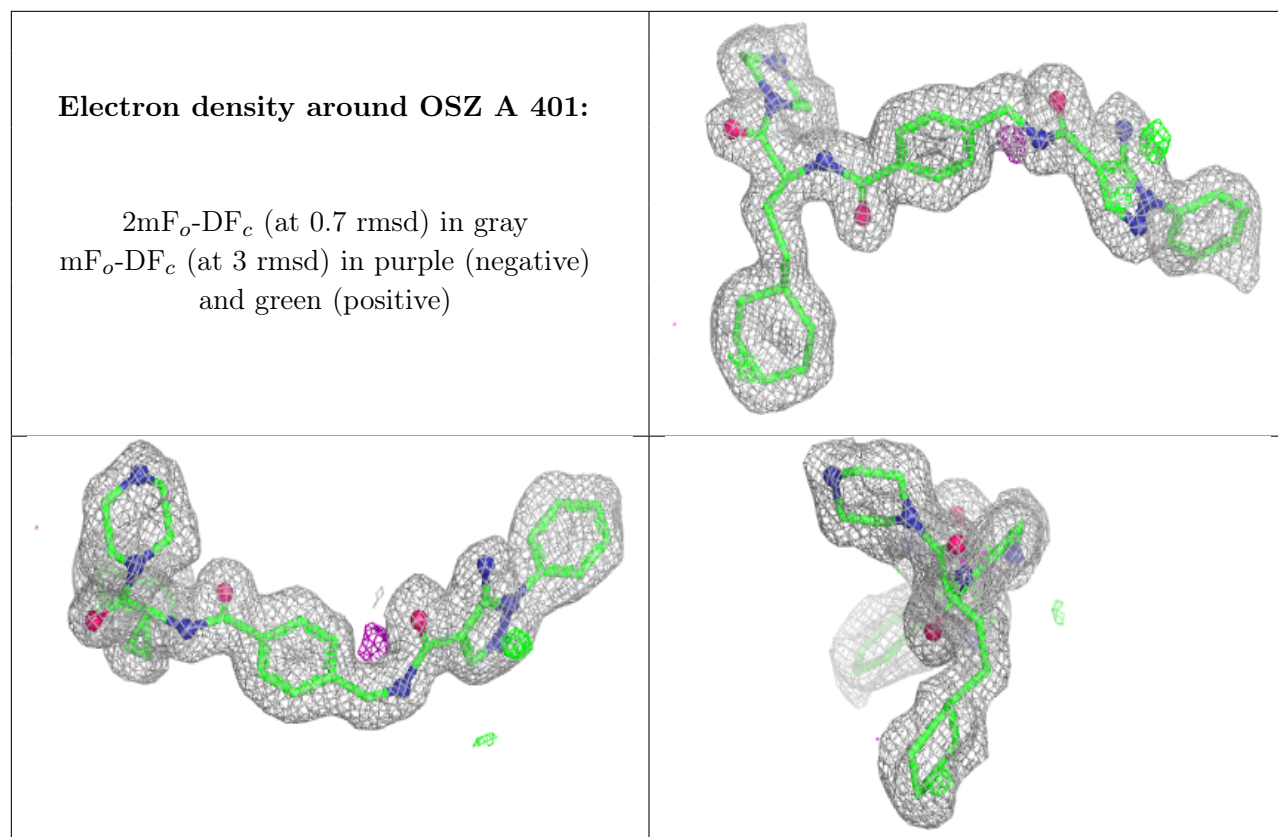 Electron density around OSZ A 401:
2mFₒ-DF𝒸 (at 0.7 rmsd) in gray
mFₒ-DF𝒸 (at 3 rmsd) in purple (negative)
and green (positive)